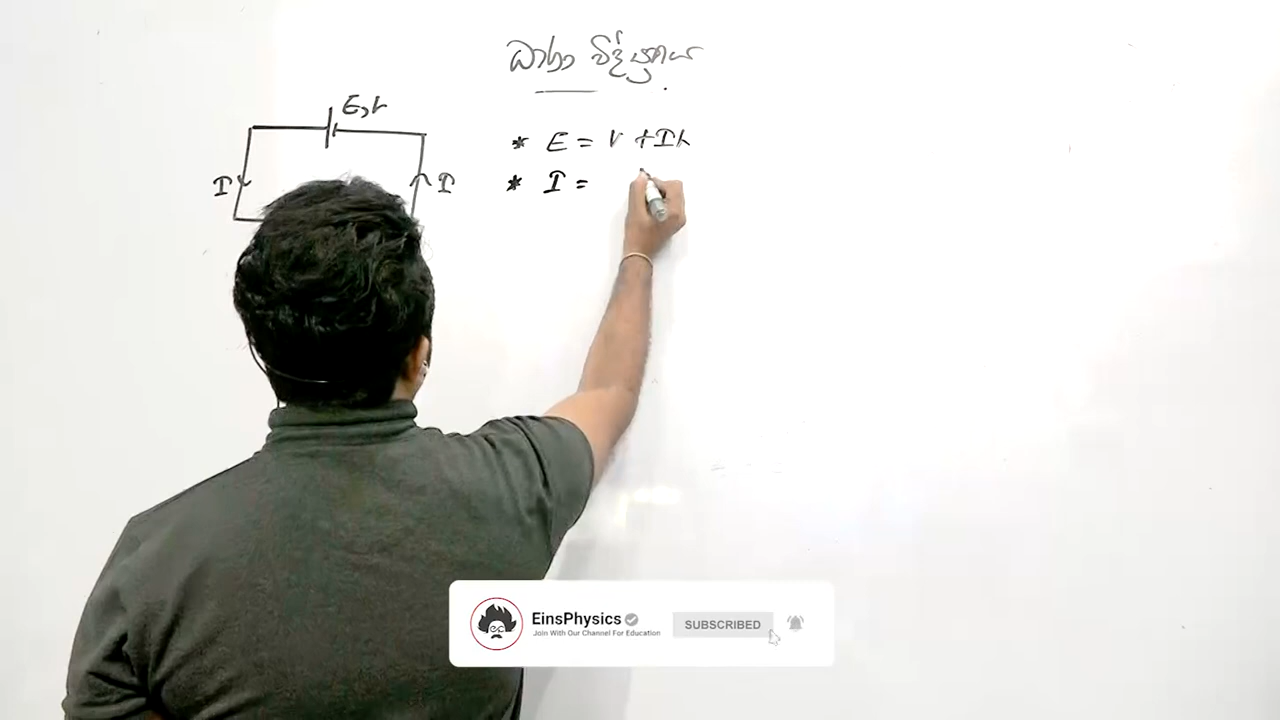 ධාරා විද්‍යුතය
E, r
* E = V + Ir
I
I
* I =
EinsPhysics
Join With Our Channel For Education
SUBSCRIBED